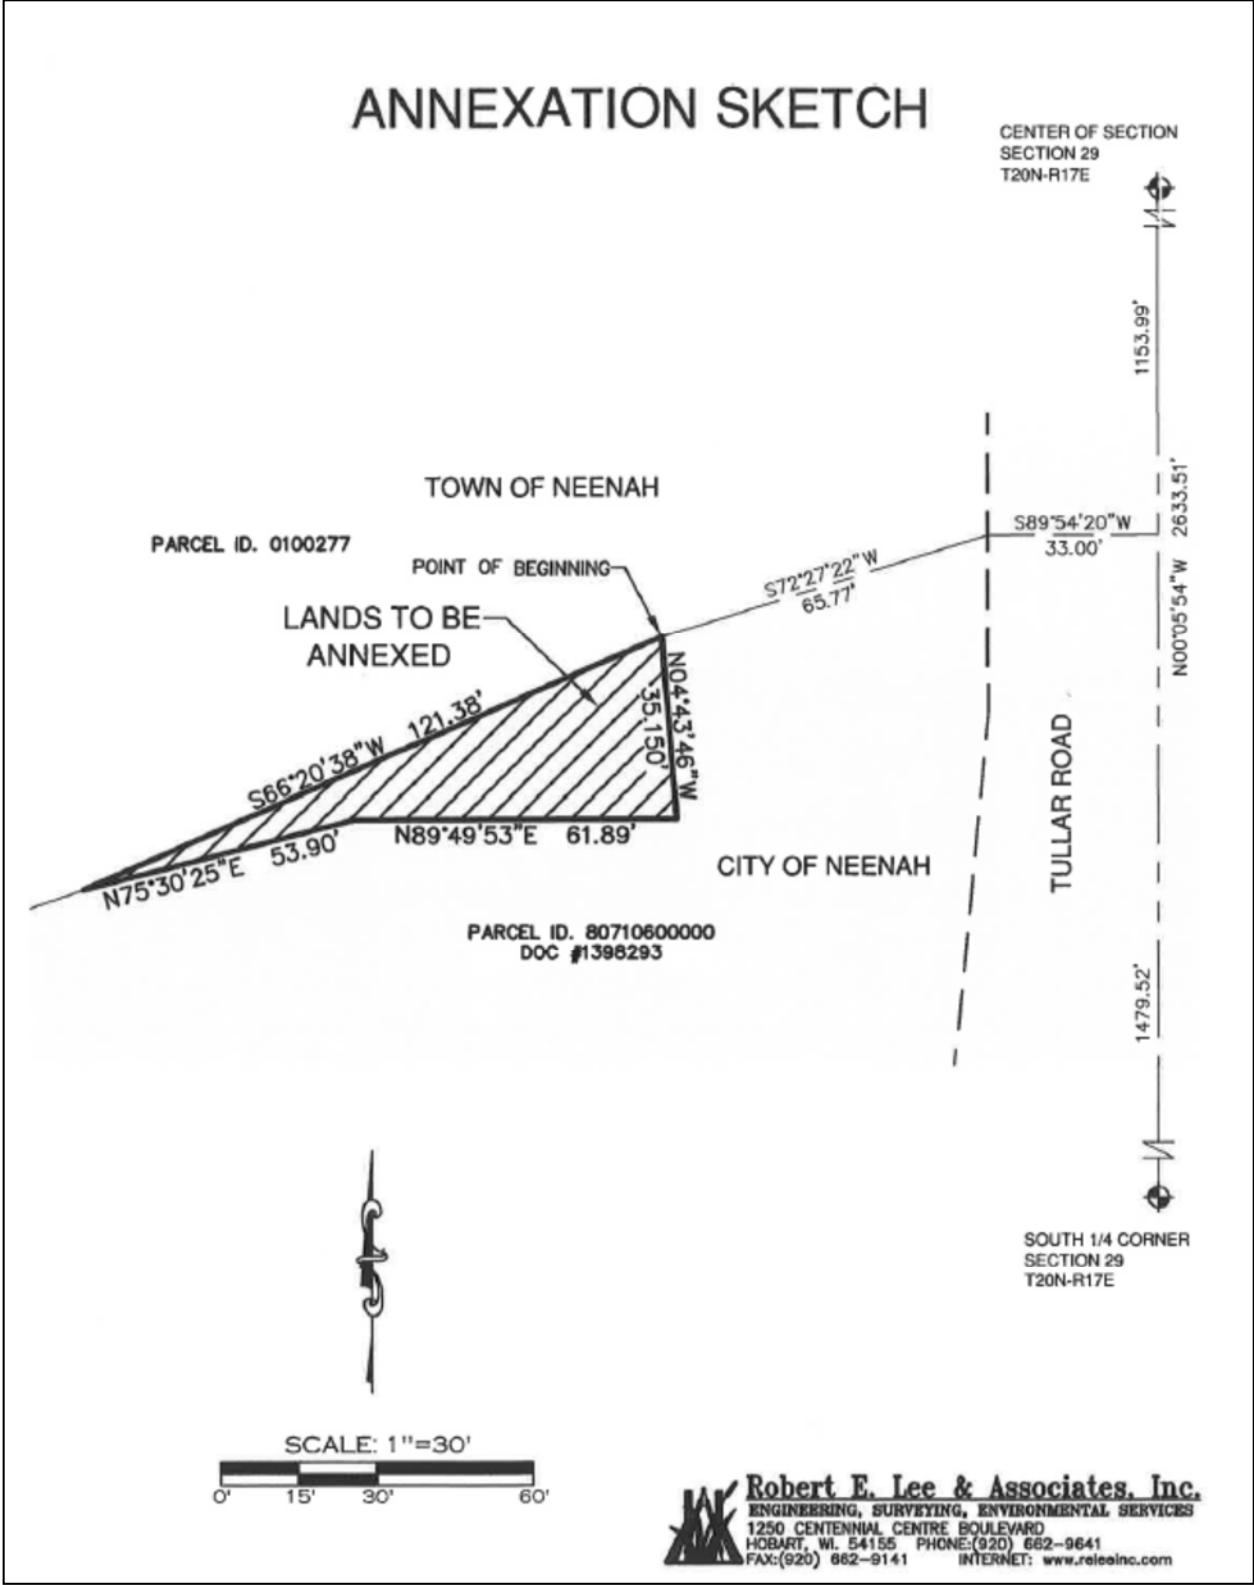 ANNEXATION SKETCH
CENTER OF SECTION
SECTION 29
T20N-R17E
1153.99'
TOWN OF NEENAH
PARCEL ID. 0100277
POINT OF BEGINNING
LANDS TO BE
ANNEXED
S72°27'22"W
65.77'
S89°54'20"W
33.00'
N00°05'54"W 2633.51'
S66°20'38"W 121.38'
N04°43'46"W
35.150'
N75°30'25"E 53.90'
N89°49'53"E 61.89'
CITY OF NEENAH
TULLAR ROAD
PARCEL ID. 80710600000
DOC #1398293
1479.52'
SOUTH 1/4 CORNER
SECTION 29
T20N-R17E
SCALE: 1"=30'
0' 15' 30' 60'
Robert E. Lee & Associates, Inc.
ENGINEERING, SURVEYING, ENVIRONMENTAL SERVICES
1250 CENTENNIAL CENTRE BOULEVARD
HOBART, WI. 54155 PHONE:(920) 662-9641
FAX:(920) 662-9141 INTERNET: www.releeinc.com